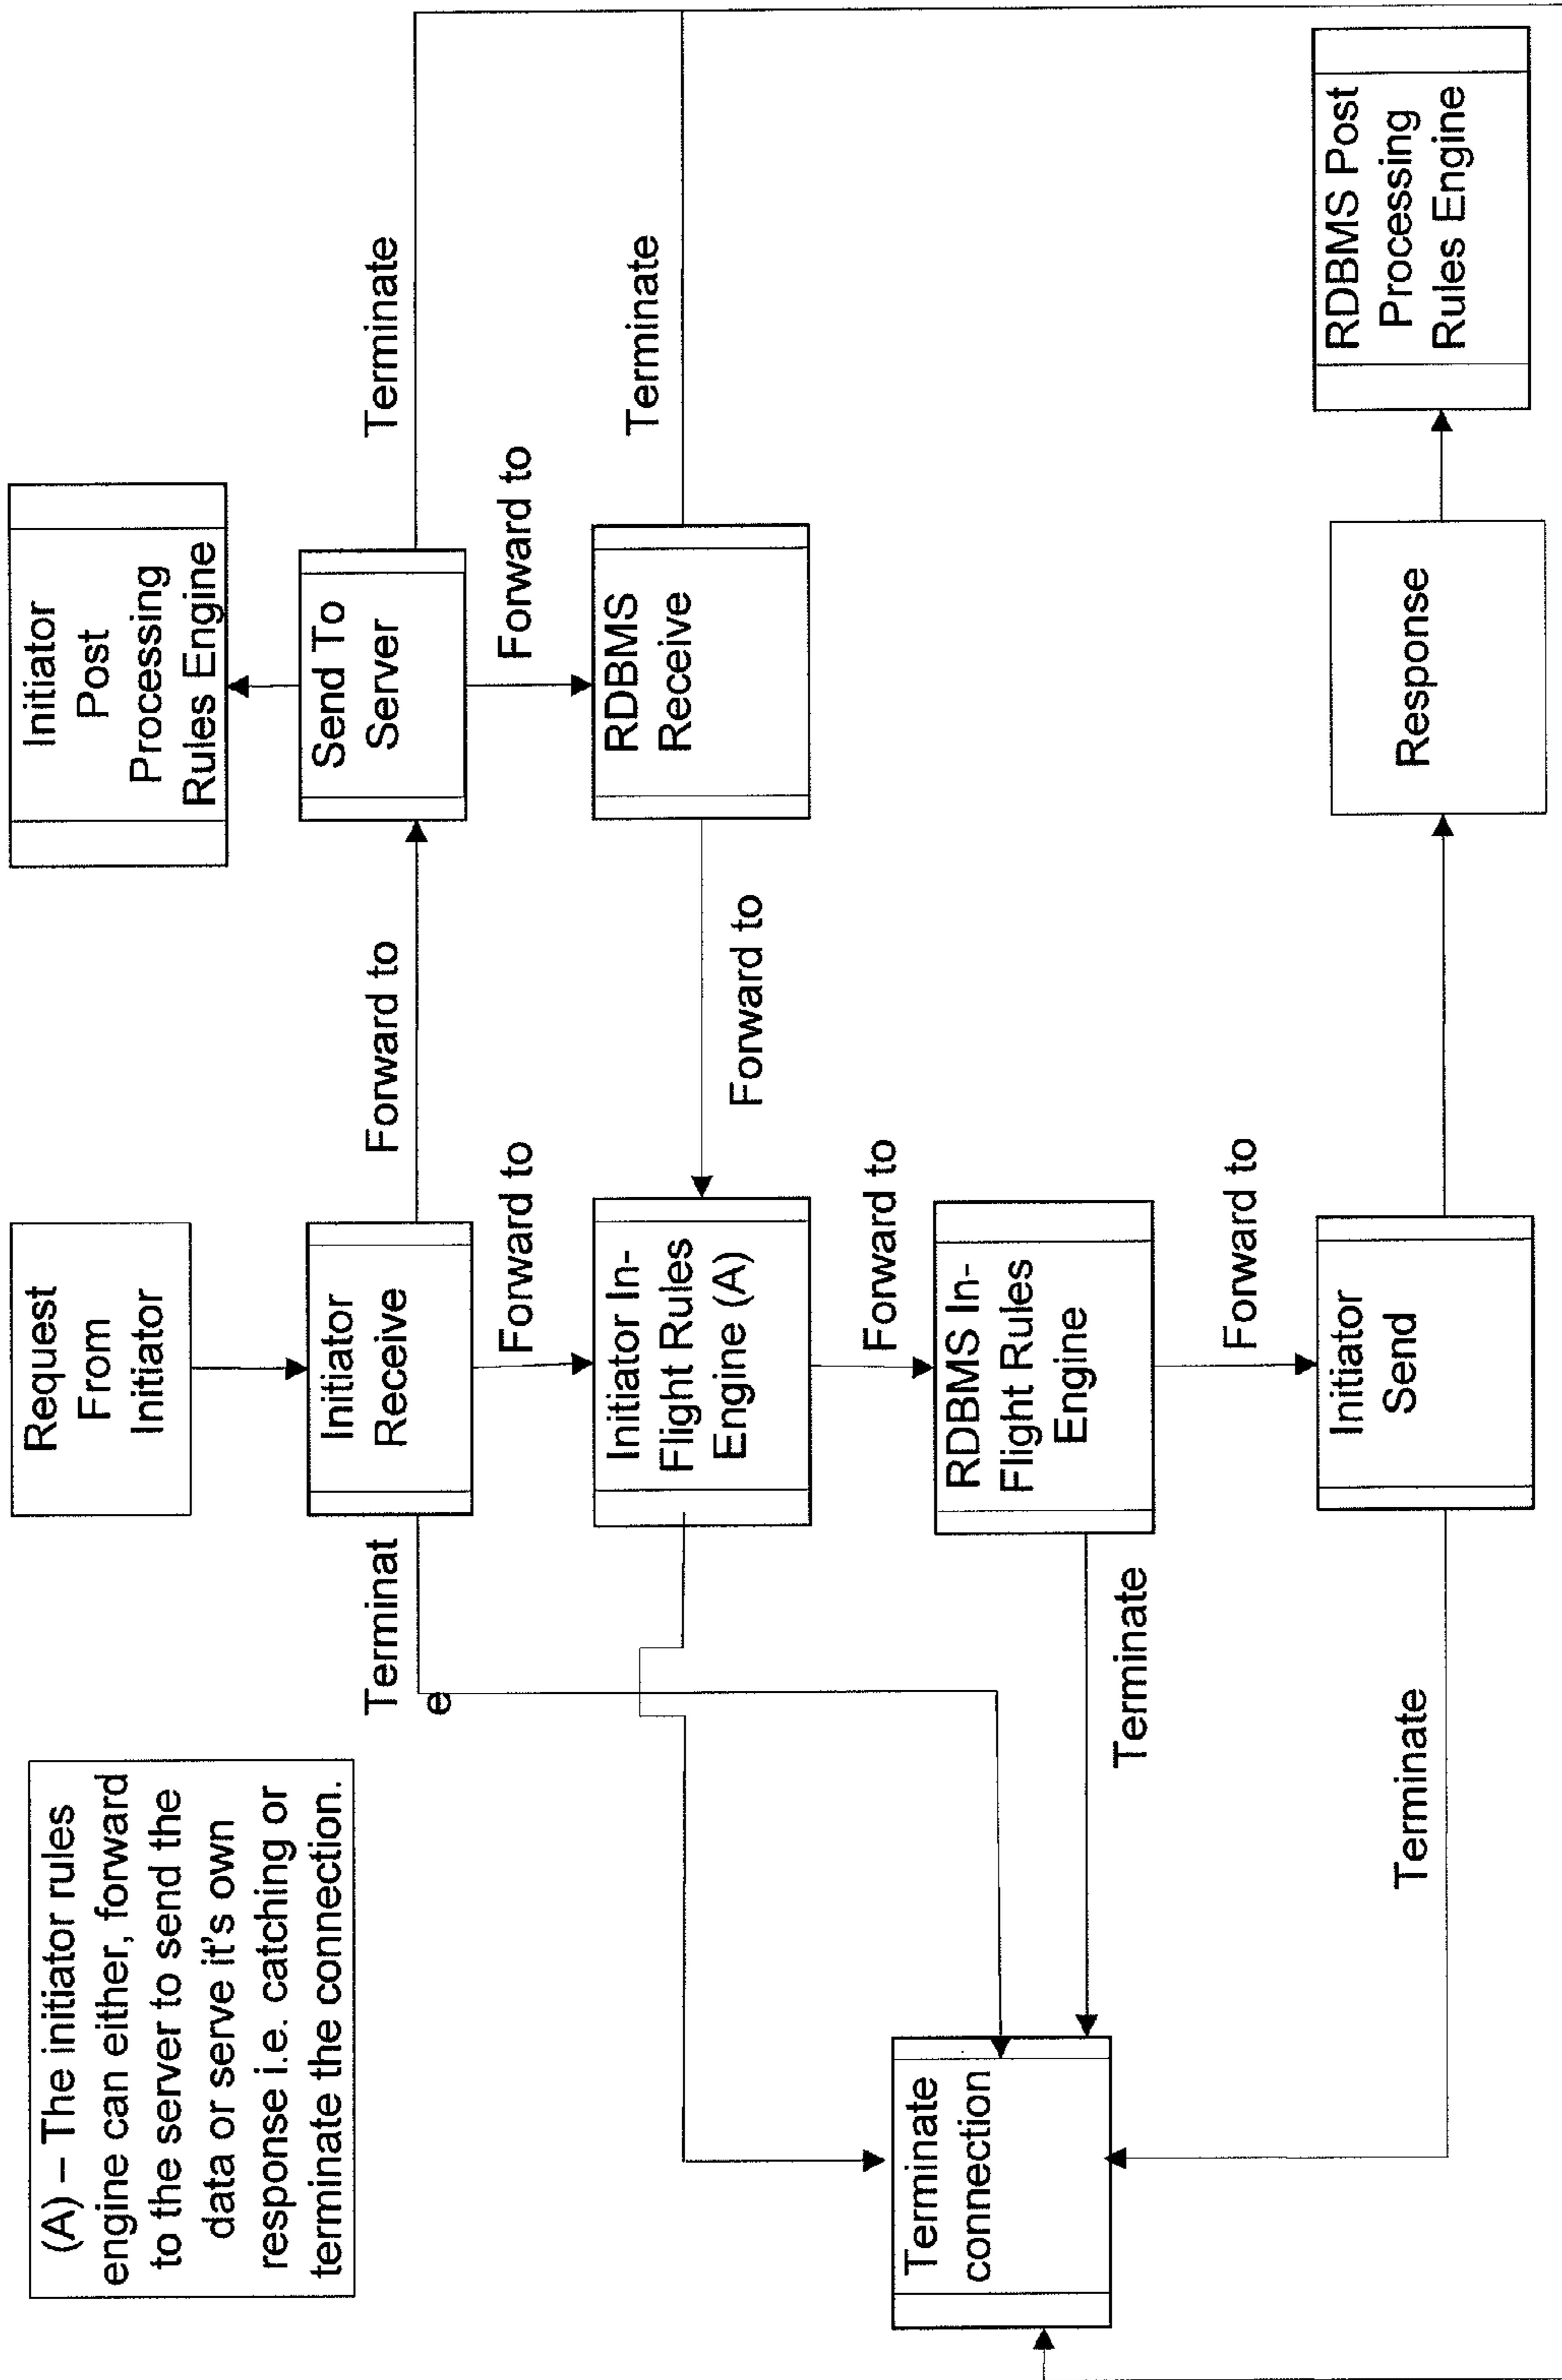 (A) – The initiator rules
engine can either, forward
to the server to send the
data or serve it's own
response i.e. catching or
terminate the connection.
Request
From
Initiator
Initiator
Post
Processing
Rules Engine
Terminat
e
Initiator
Receive
Forward to
Send To
Server
Terminate
Forward to
Forward to
Initiator In-
Flight Rules
Engine (A)
Forward to
RDBMS
Receive
Terminate
Forward to
Terminate
connection
Terminate
RDBMS In-
Flight Rules
Engine
Forward to
Terminate
Initiator
Send
Response
RDBMS Post
Processing
Rules Engine